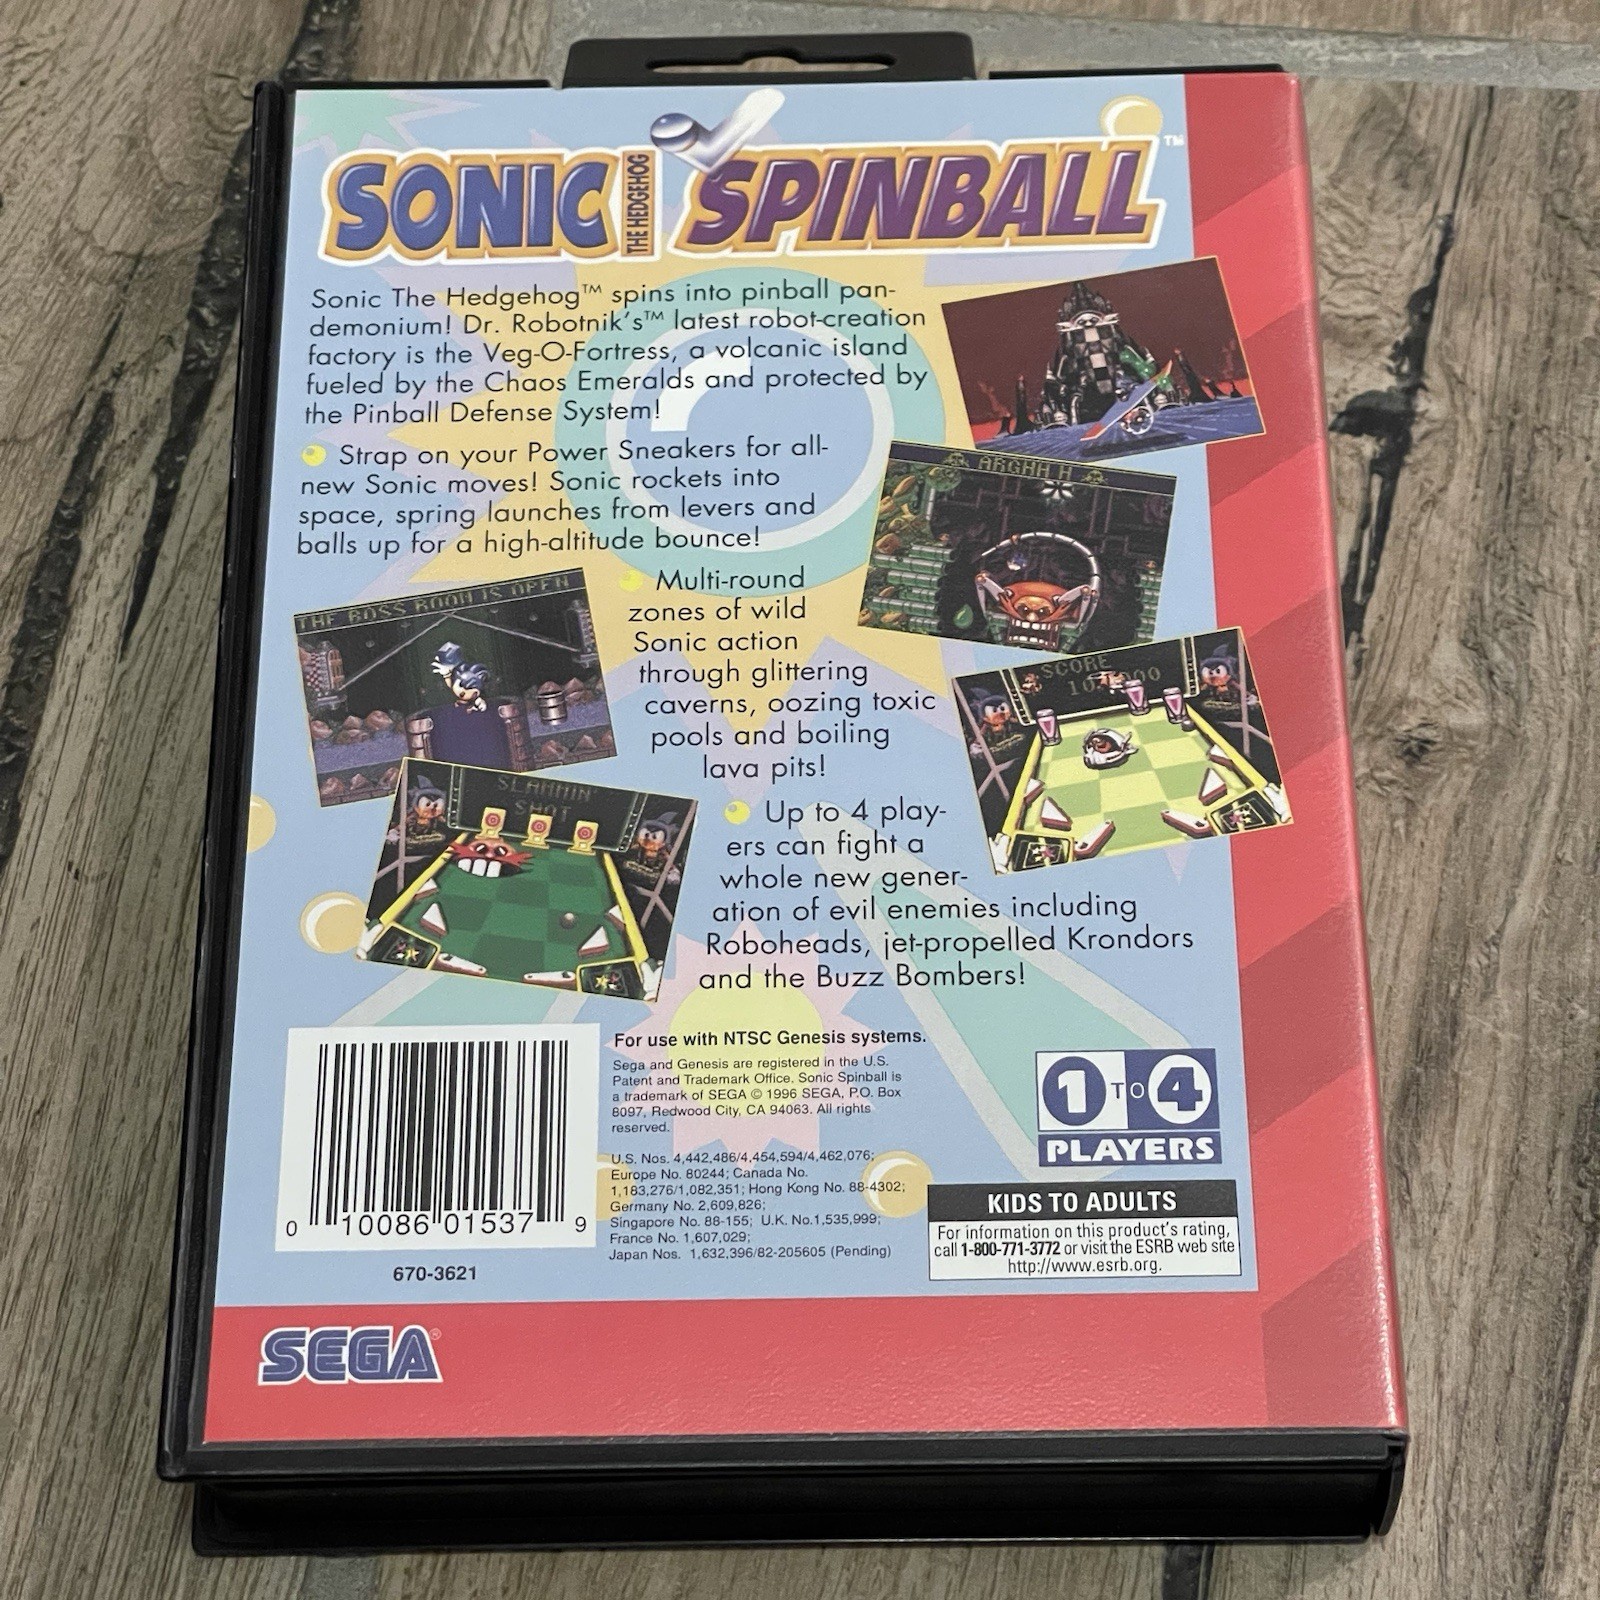 SONIC THE HEDGEHOG SPINBALL™
Sonic The Hedgehog™ spins into pinball pan-
demonium! Dr. Robotnik's™ latest robot-creation
factory is the Veg-O-Fortress, a volcanic island
fueled by the Chaos Emeralds and protected by
the Pinball Defense System!
Strap on your Power Sneakers for all-
new Sonic moves! Sonic rockets into
space, spring launches from levers and
balls up for a high-altitude bounce!
ARGHH H
THE BOSS ROOM IS OPEN
Multi-round
zones of wild
Sonic action
through glittering
caverns, oozing toxic
pools and boiling
lava pits!
SCORE
SLAMMIN'
SHOT
Up to 4 play-
ers can fight a
whole new gener-
ation of evil enemies including
Roboheads, jet-propelled Krondors
and the Buzz Bombers!
For use with NTSC Genesis systems.
Sega and Genesis are registered in the U.S.
Patent and Trademark Office. Sonic Spinball is
a trademark of SEGA © 1996 SEGA, P.O. Box
8097, Redwood City, CA 94063. All rights
reserved.
U.S. Nos. 4,442,486/4,454,594/4,462,076;
Europe No. 80244; Canada No.
1,183,276/1,082,351; Hong Kong No. 88-4302;
Germany No. 2,609,826;
Singapore No. 88-155; U.K. No.1,535,999;
France No. 1,607,029;
Japan Nos. 1,632,396/82-205605 (Pending)
0 10086 01537 9
670-3621
1 TO 4
PLAYERS
KIDS TO ADULTS
For information on this product's rating,
call 1-800-771-3772 or visit the ESRB web site
http://www.esrb.org.
SEGA®